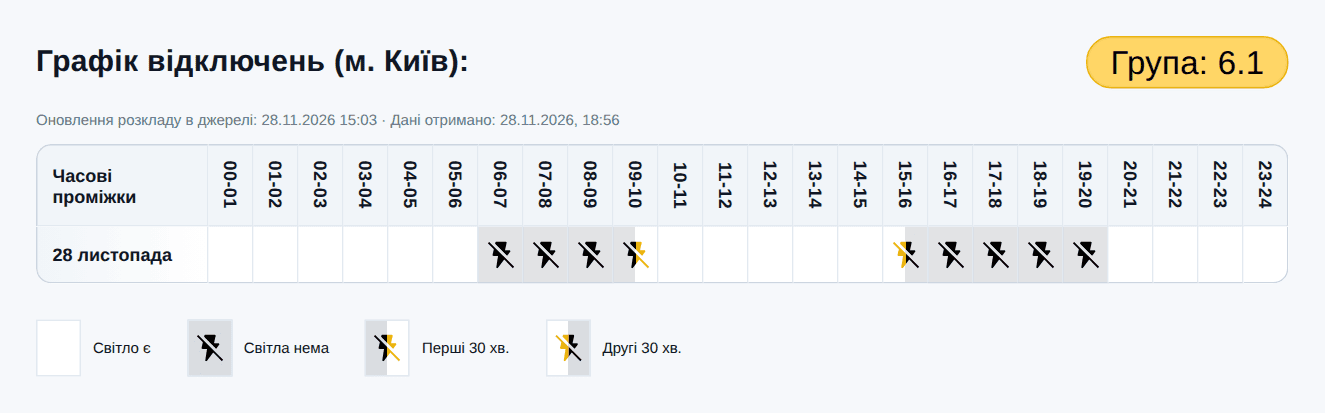 Графік відключень (м. Київ):
Група: 6.1
Оновлення розкладу в джерелі: 28.11.2026 15:03 · Дані отримано: 28.11.2026, 18:56
Часові
проміжки
00-01
01-02
02-03
03-04
04-05
05-06
06-07
07-08
08-09
09-10
10-11
11-12
12-13
13-14
14-15
15-16
16-17
17-18
18-19
19-20
20-21
21-22
22-23
23-24
28 листопада
Світло є
Світла нема
Перші 30 хв.
Другі 30 хв.